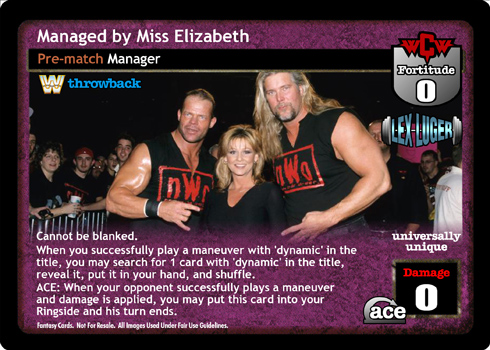 Managed by Miss Elizabeth
Pre-match Manager
throwback
WCW
Fortitude
0
LEX LUGER
nWo
nWo
Cannot be blanked.
When you successfully play a maneuver with 'dynamic' in the
title, you may search for 1 card with 'dynamic' in the title,
reveal it, put it in your hand, and shuffle.
ACE: When your opponent successfully plays a maneuver
and damage is applied, you may put this card into your
Ringside and his turn ends.
universally
unique
Damage
0
ace
Fantasy Cards. Not For Resale. All Images Used Under Fair Use Guidelines.